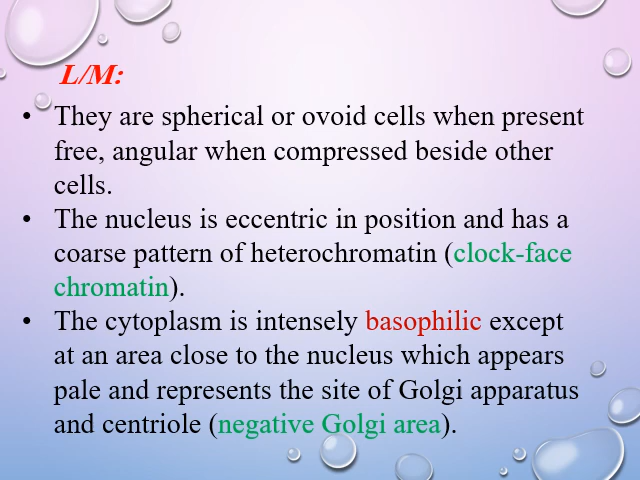 L/M:
• They are spherical or ovoid cells when present
free, angular when compressed beside other
cells.
• The nucleus is eccentric in position and has a
coarse pattern of heterochromatin (clock-face
chromatin).
• The cytoplasm is intensely basophilic except
at an area close to the nucleus which appears
pale and represents the site of Golgi apparatus
and centriole (negative Golgi area).